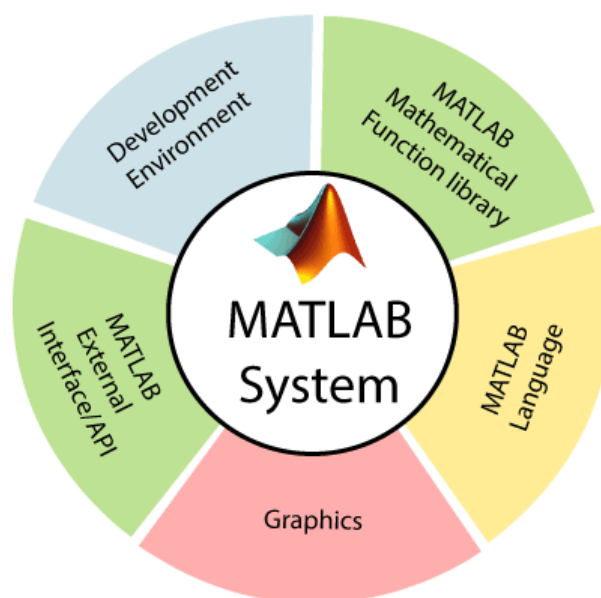 Development
Environment
MATLAB
Mathematical
Function library
MATLAB
System
MATLAB
External
Interface/API
MATLAB
Language
Graphics